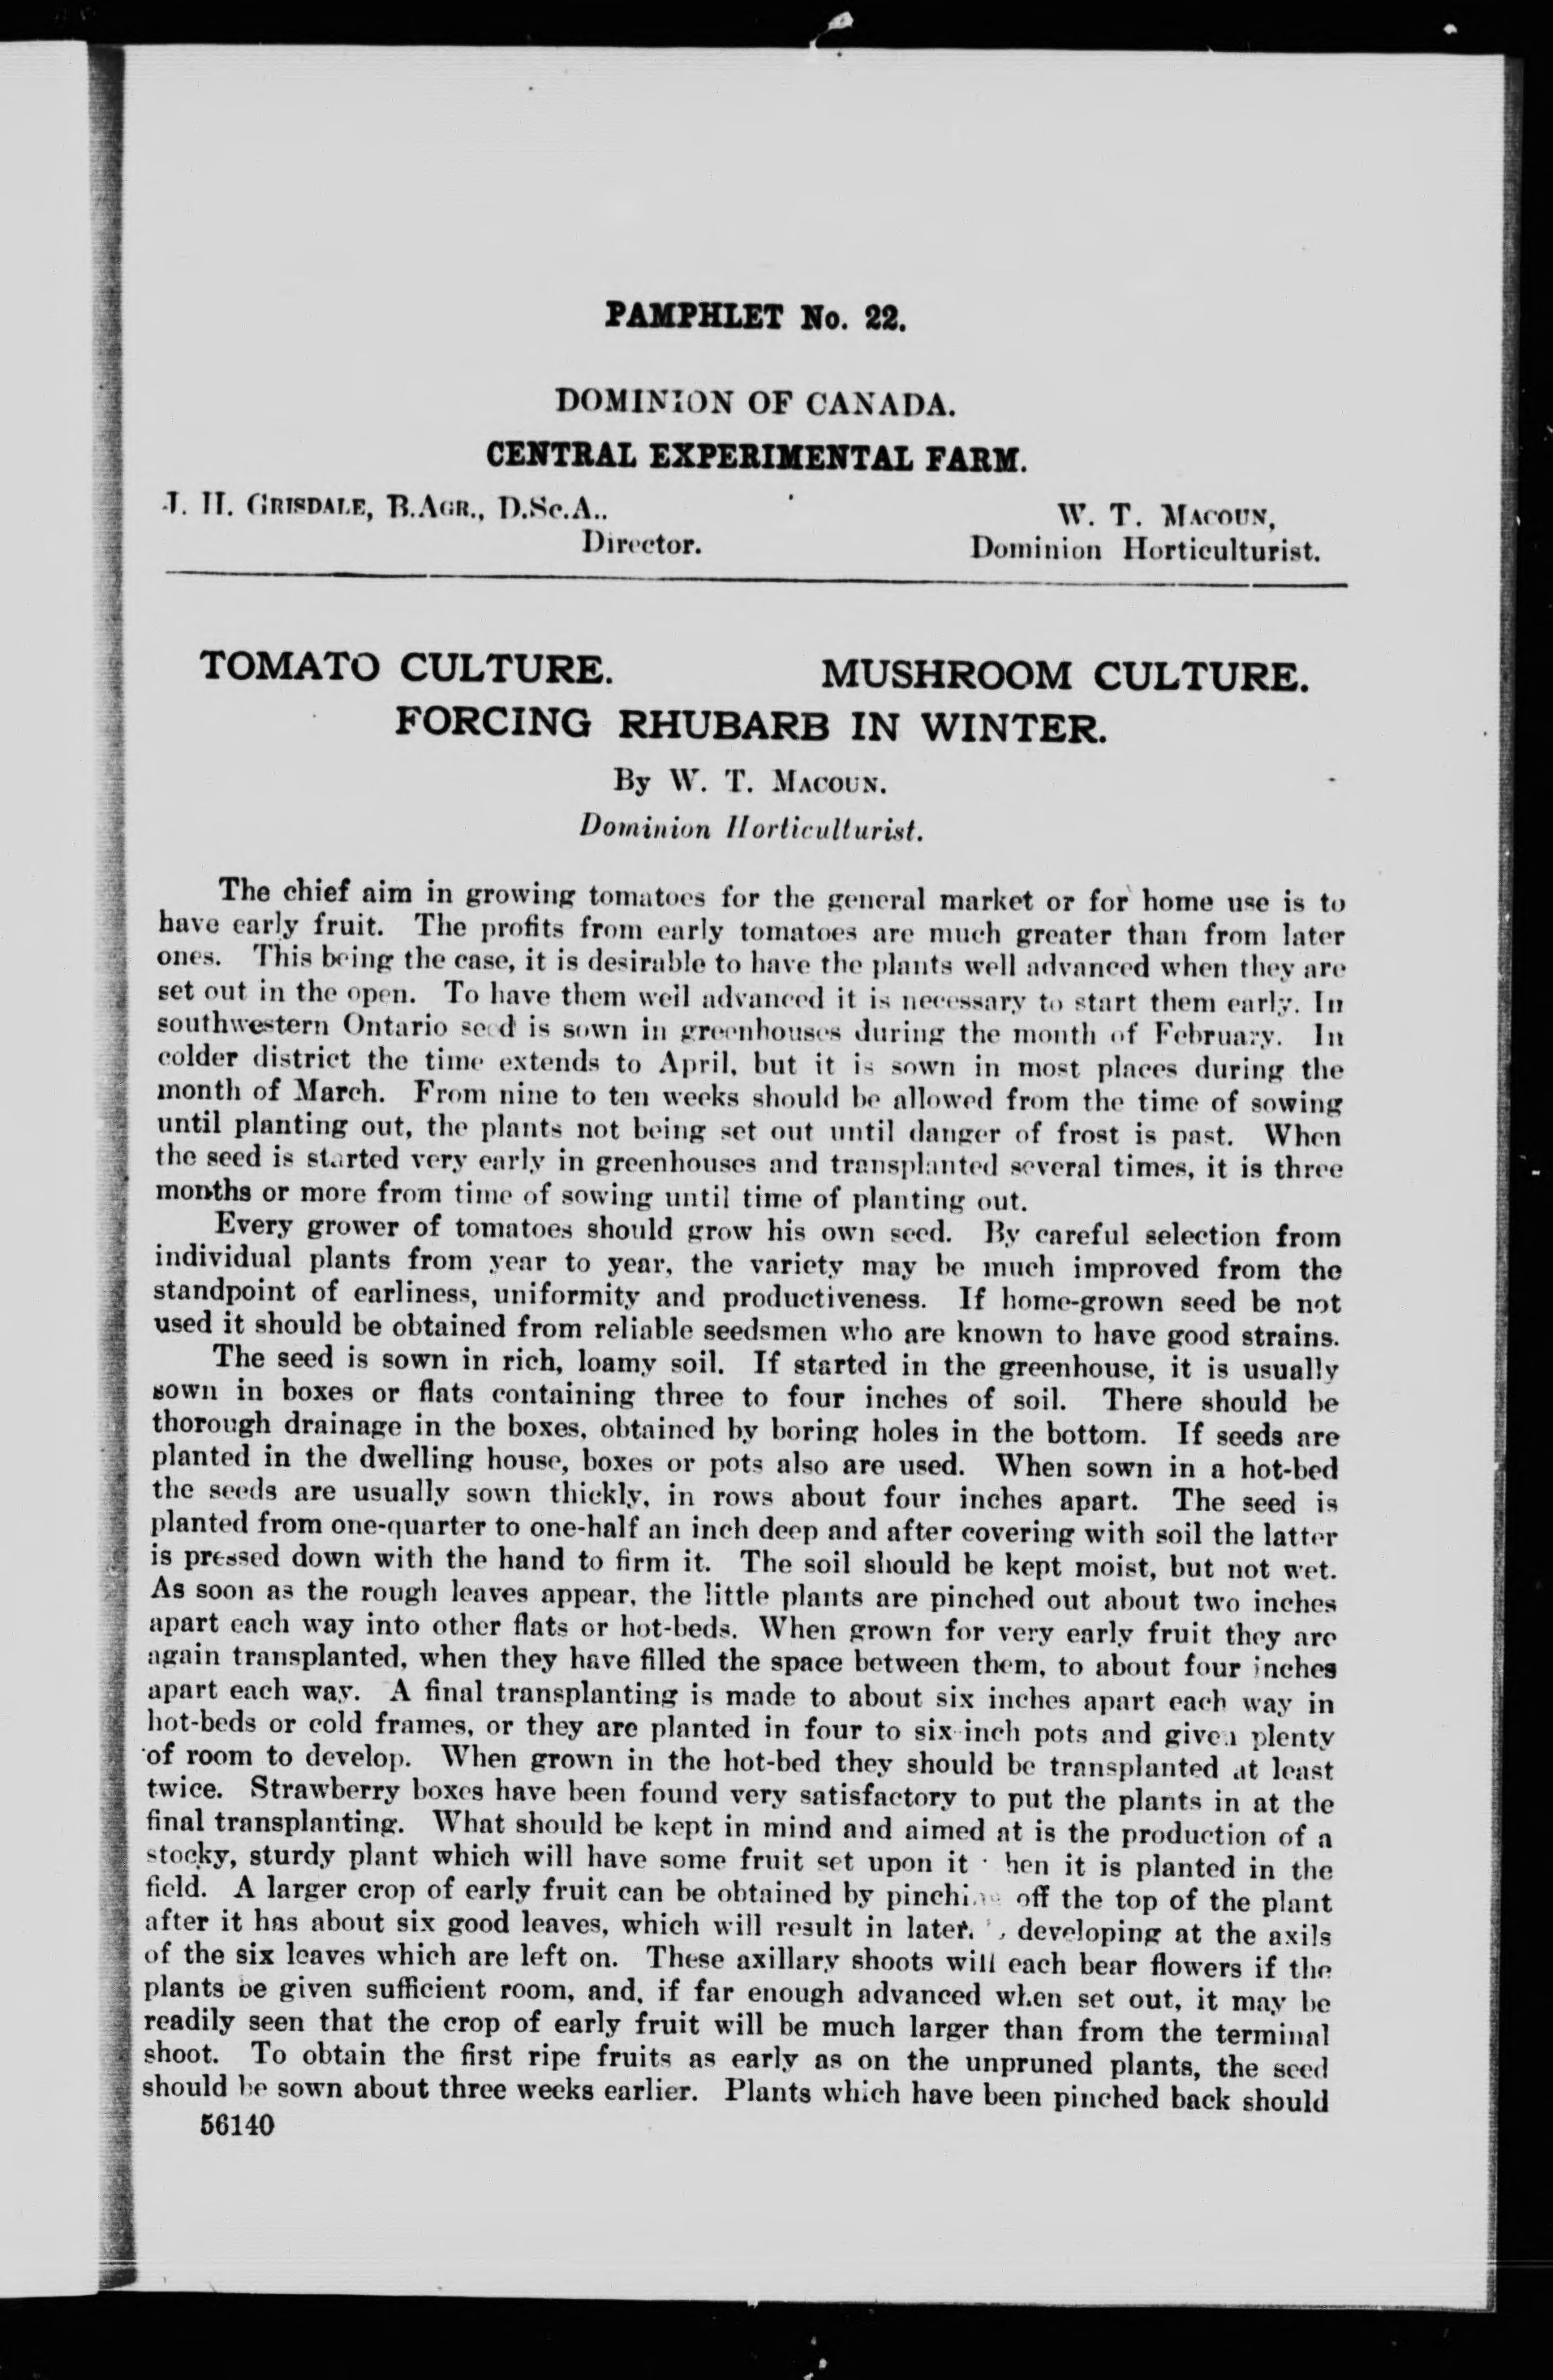 PAMPHLET No. 22.
DOMINION OF CANADA.
CENTRAL EXPERIMENTAL FARM.
J. H. GRISDALE, B.AGR., D.Sc.A.,
Director.
W. T. MACOUN,
Dominion Horticulturist.
TOMATO CULTURE. MUSHROOM CULTURE.
FORCING RHUBARB IN WINTER.
By W. T. MACOUN.
Dominion Horticulturist.
The chief aim in growing tomatoes for the general market or for home use is to
have early fruit. The profits from early tomatoes are much greater than from later
ones. This being the case, it is desirable to have the plants well advanced when they are
set out in the open. To have them well advanced it is necessary to start them early. In
southwestern Ontario seed is sown in greenhouses during the month of February. In
colder district the time extends to April, but it is sown in most places during the
month of March. From nine to ten weeks should be allowed from the time of sowing
until planting out, the plants not being set out until danger of frost is past. When
the seed is started very early in greenhouses and transplanted several times, it is three
months or more from time of sowing until time of planting out.
Every grower of tomatoes should grow his own seed. By careful selection from
individual plants from year to year, the variety may be much improved from the
standpoint of earliness, uniformity and productiveness. If home-grown seed be not
used it should be obtained from reliable seedsmen who are known to have good strains.
The seed is sown in rich, loamy soil. If started in the greenhouse, it is usually
sown in boxes or flats containing three to four inches of soil. There should be
thorough drainage in the boxes, obtained by boring holes in the bottom. If seeds are
planted in the dwelling house, boxes or pots also are used. When sown in a hot-bed
the seeds are usually sown thickly, in rows about four inches apart. The seed is
planted from one-quarter to one-half an inch deep and after covering with soil the latter
is pressed down with the hand to firm it. The soil should be kept moist, but not wet.
As soon as the rough leaves appear, the little plants are pinched out about two inches
apart each way into other flats or hot-beds. When grown for very early fruit they are
again transplanted, when they have filled the space between them, to about four inches
apart each way. A final transplanting is made to about six inches apart each way in
hot-beds or cold frames, or they are planted in four to six inch pots and given plenty
of room to develop. When grown in the hot-bed they should be transplanted at least
twice. Strawberry boxes have been found very satisfactory to put the plants in at the
final transplanting. What should be kept in mind and aimed at is the production of a
stocky, sturdy plant which will have some fruit set upon it when it is planted in the
field. A larger crop of early fruit can be obtained by pinching off the top of the plant
after it has about six good leaves, which will result in developing at the axils
of the six leaves which are left on. These axillary shoots will each bear flowers if the
plants be given sufficient room, and, if far enough advanced when set out, it may be
readily seen that the crop of early fruit will be much larger than from the terminal
shoot. To obtain the first ripe fruits as early as on the unpruned plants, the seed
should be sown about three weeks earlier. Plants which have been pinched back should
56140